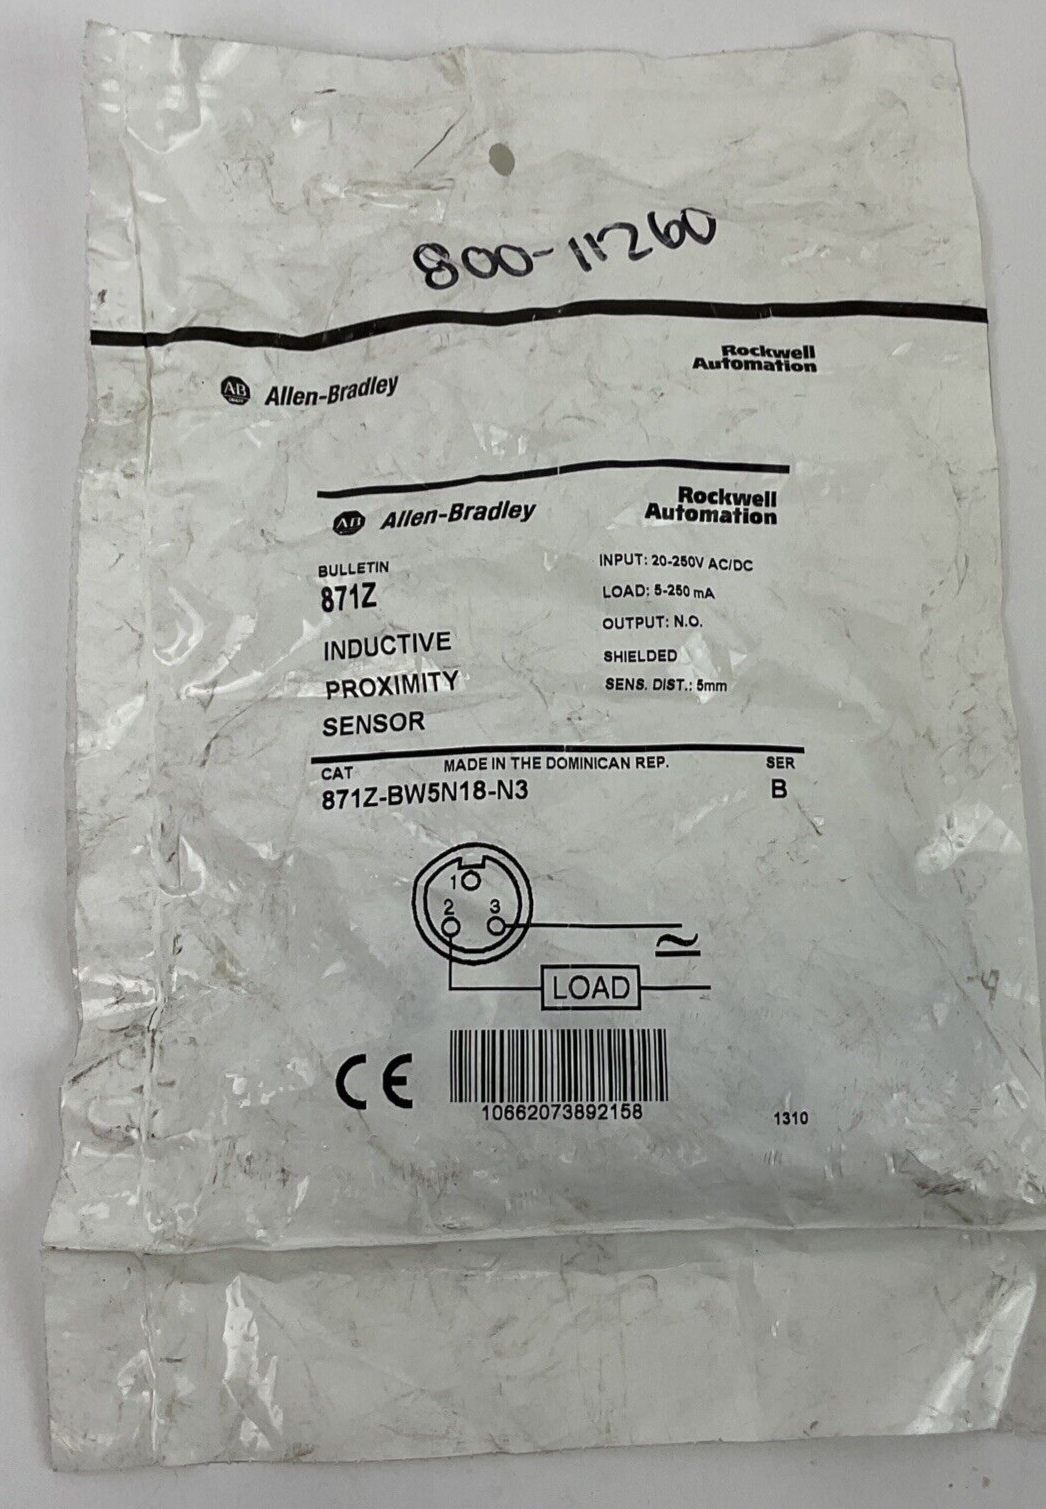 800-11260
Rockwell
Automation
AB Allen-Bradley
Rockwell
Automation
AB Allen-Bradley
BULLETIN
871Z
INDUCTIVE
PROXIMITY
SENSOR
INPUT: 20-250V AC/DC
LOAD: 5-250 mA
OUTPUT: N.O.
SHIELDED
SENS. DIST.: 5mm
CAT MADE IN THE DOMINICAN REP. SER
871Z-BW5N18-N3 B
1
2 3
LOAD
CE
10662073892158
1310